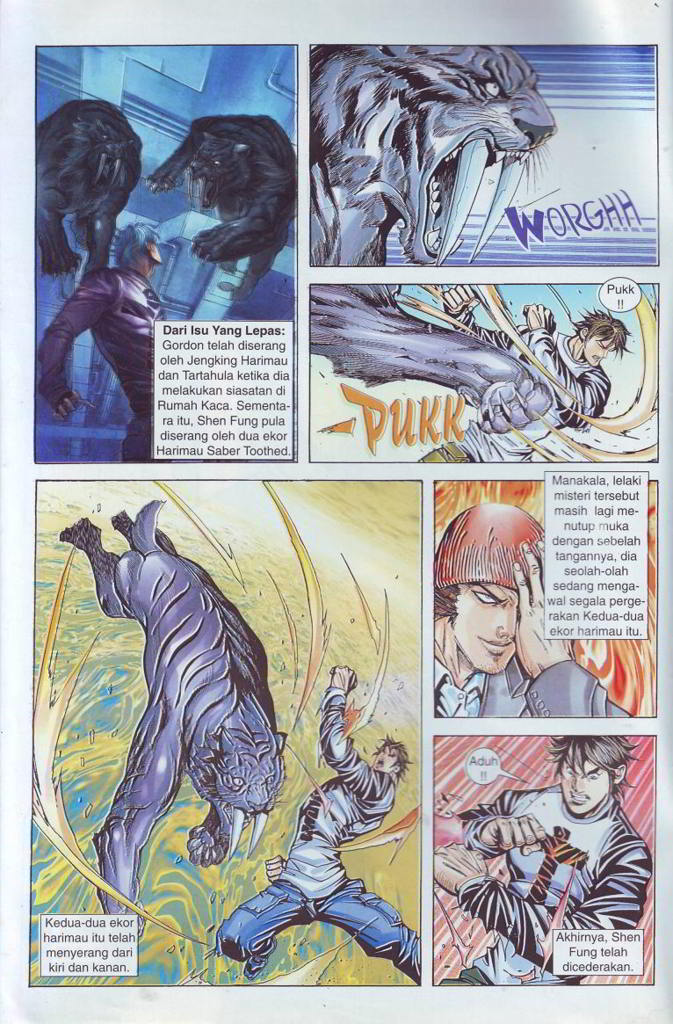 Dari Isu Yang Lepas:
Gordon telah diserang
oleh Jengking Harimau
dan Tartahula ketika dia
melakukan siasatan di
Rumah Kaca. Sementa-
ra itu, Shen Fung pula
diserang oleh dua ekor
Harimau Saber Toothed.
WORGHH
Pukk
!!
PUKK
Kedua-dua ekor
harimau itu telah
menyerang dari
kiri dan kanan.
Manakala, lelaki
misteri tersebut
masih lagi me-
nutup muka
dengan sebelah
tangannya, dia
seolah-olah
sedang menga-
wal segala perge-
rakan Kedua-dua
ekor harimau itu.
Aduh
!!
Akhirnya, Shen
Fung telah
dicederakan.